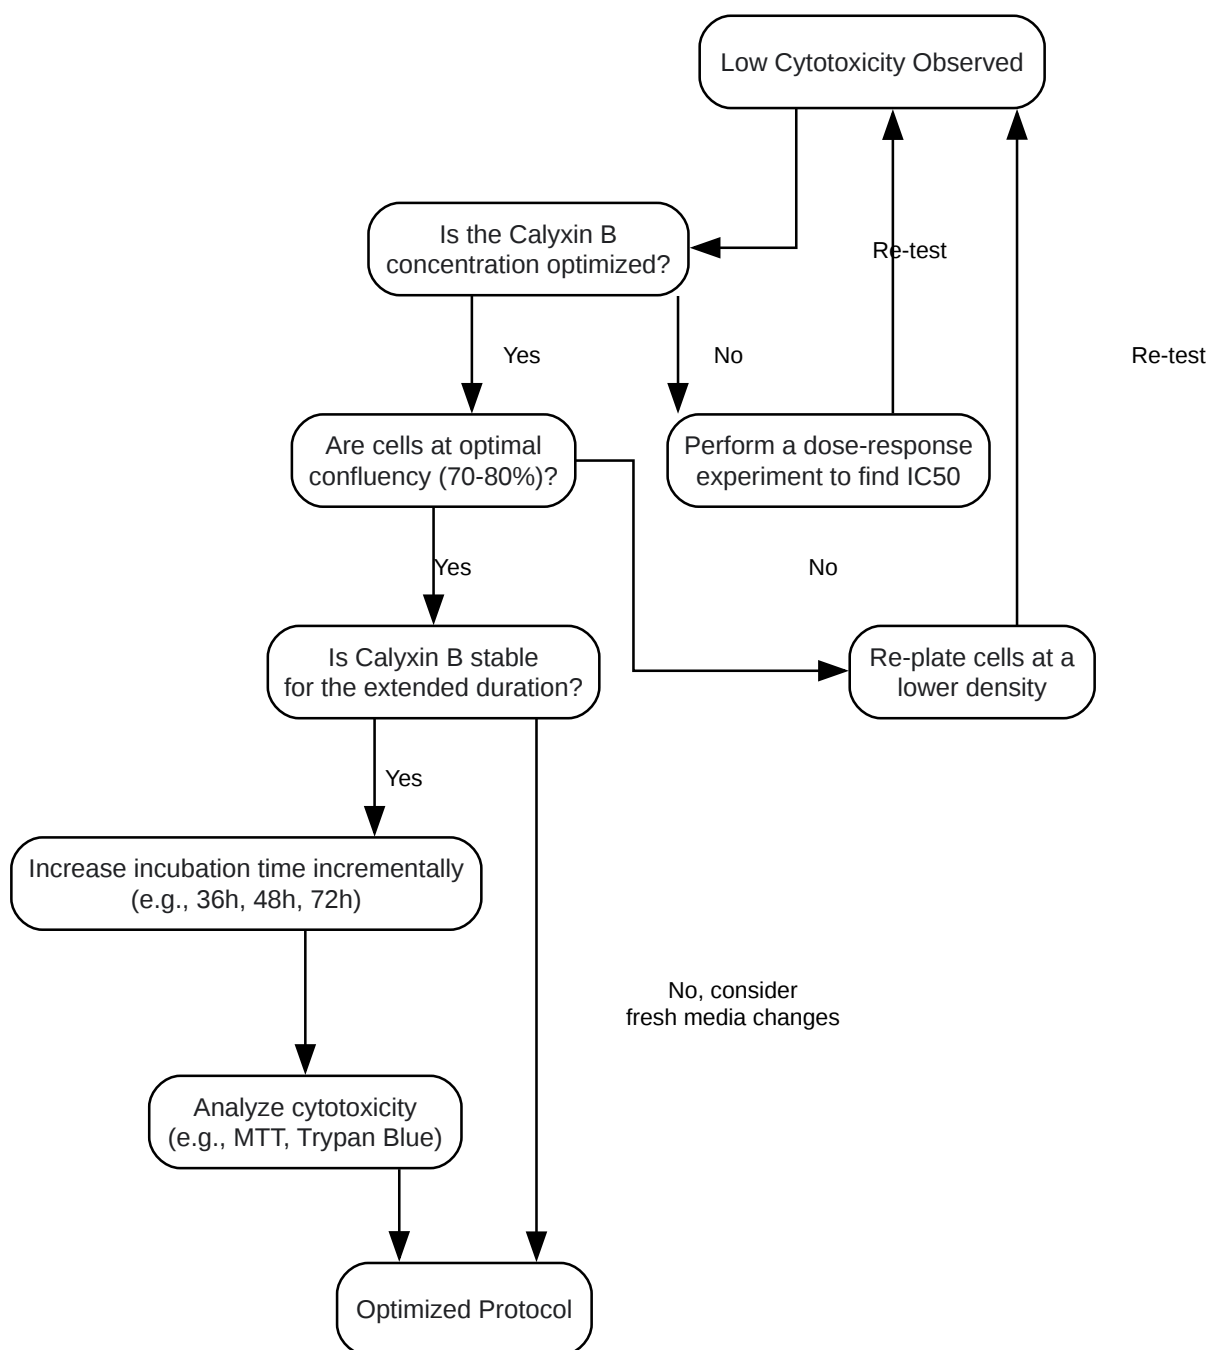 Low Cytotoxicity Observed
Is the Calyxin B
concentration optimized?
Re-test
Yes
No
Re-test
Are cells at optimal
confluency (70-80%)?
Perform a dose-response
experiment to find IC50
Yes
No
Is Calyxin B stable
for the extended duration?
Re-plate cells at a
lower density
Yes
Increase incubation time incrementally
(e.g., 36h, 48h, 72h)
No, consider
fresh media changes
Analyze cytotoxicity
(e.g., MTT, Trypan Blue)
Optimized Protocol